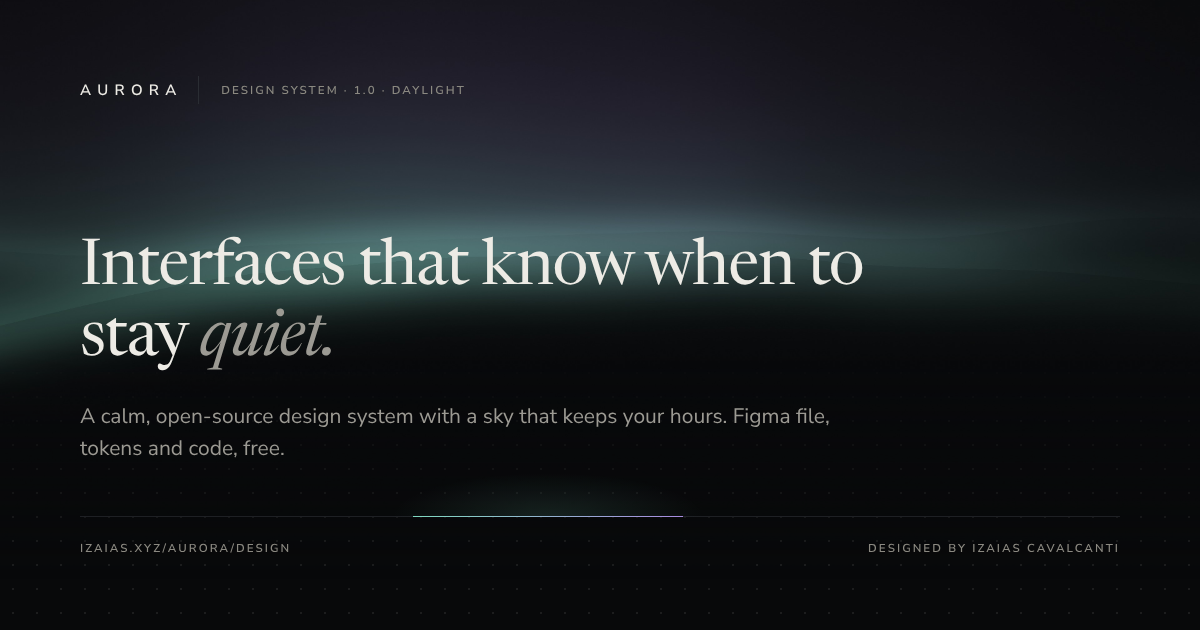 AURORA
DESIGN SYSTEM · 1.0 · DAYLIGHT
Interfaces that know when to
stay quiet.
A calm, open-source design system with a sky that keeps your hours. Figma file,
tokens and code, free.
IZAIAS.XYZ/AURORA/DESIGN
DESIGNED BY IZAIAS CAVALCANTI